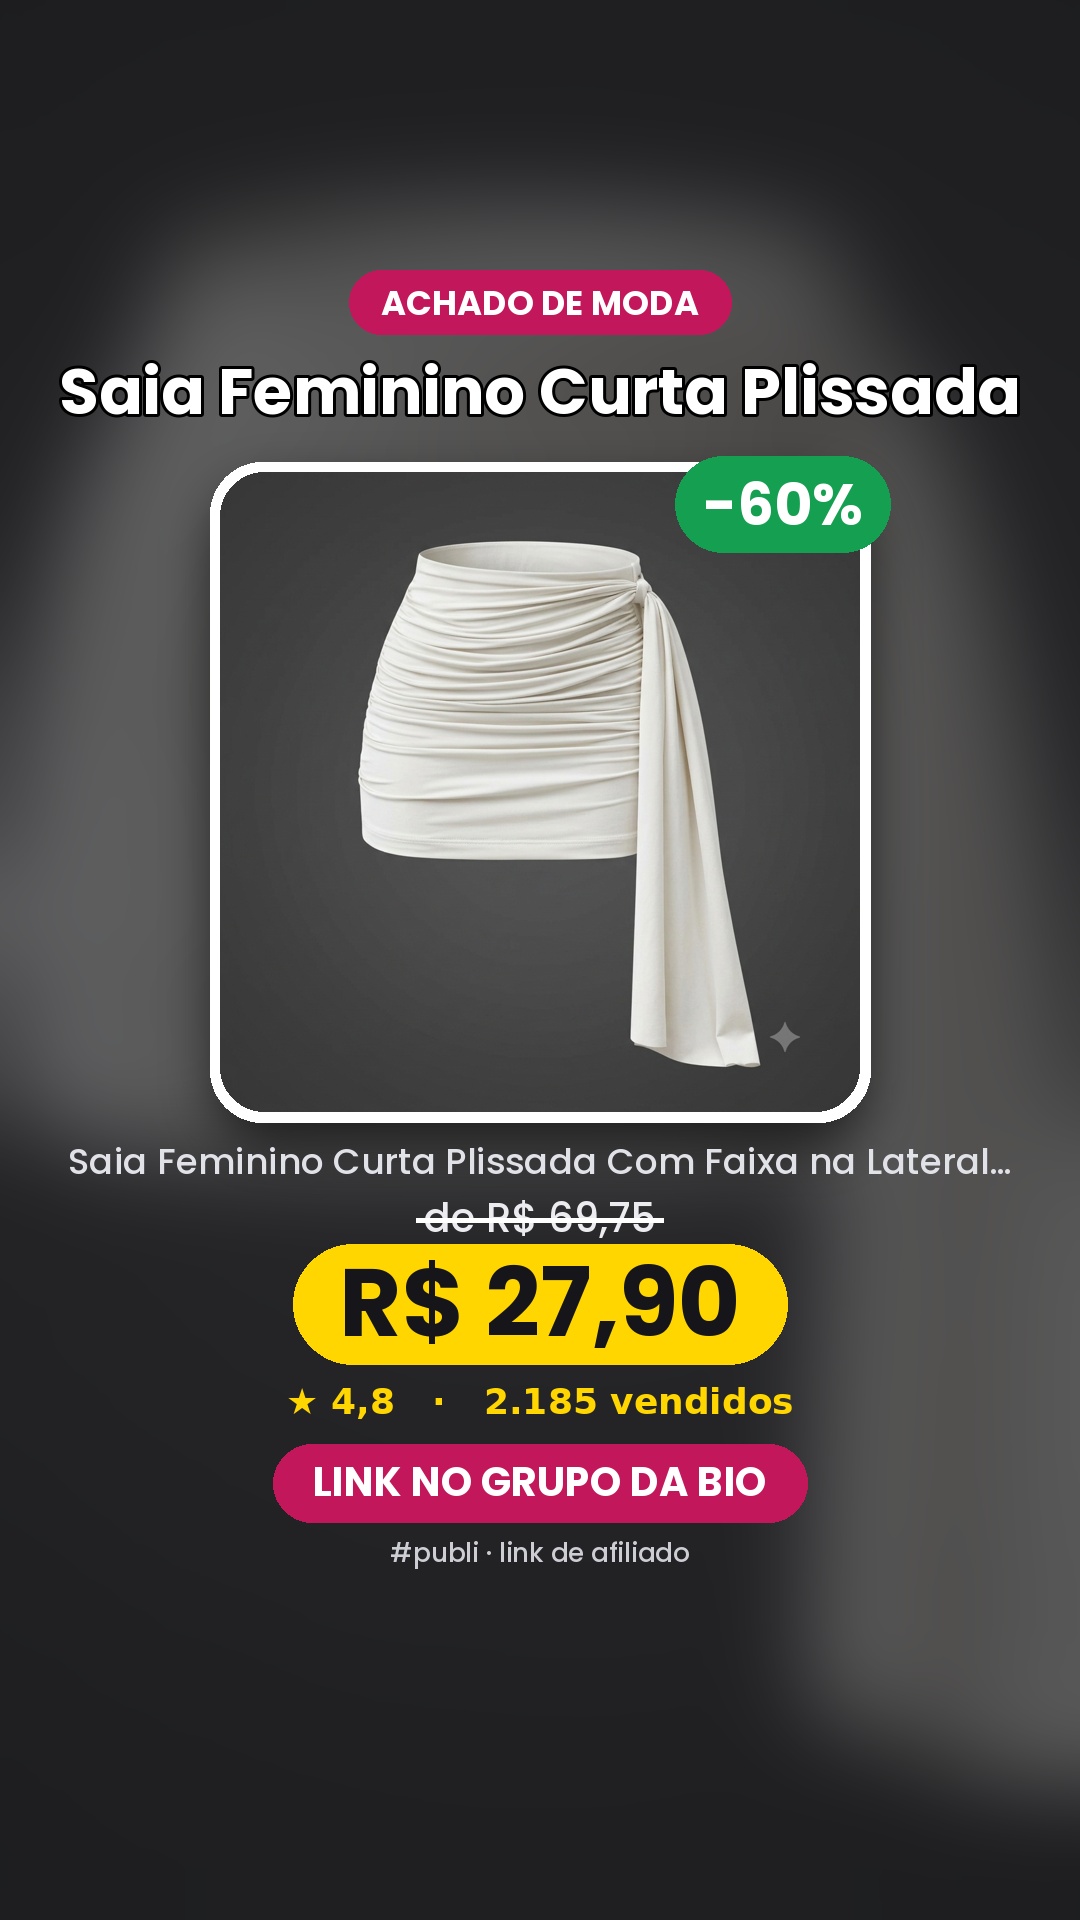 ACHADO DE MODA
Saia Feminino Curta Plissada
-60%
Saia Feminino Curta Plissada Com Faixa na Lateral...
de R$ 69,75
R$ 27,90
★ 4,8 · 2.185 vendidos
LINK NO GRUPO DA BIO
#publi · link de afiliado